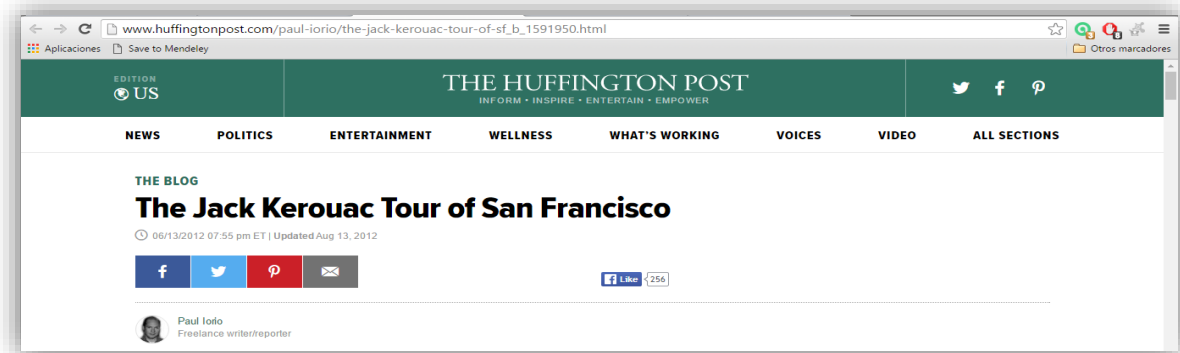 www.huffingtonpost.com/paul-iorio/the-jack-kerouac-tour-of-sf_b_1591950.html
Aplicaciones Save to Mendeley Otros marcadores
EDITION
US
THE HUFFINGTON POST
INFORM • INSPIRE • ENTERTAIN • EMPOWER
NEWS POLITICS ENTERTAINMENT WELLNESS WHAT'S WORKING VOICES VIDEO ALL SECTIONS
THE BLOG
The Jack Kerouac Tour of San Francisco
06/13/2012 07:55 pm ET | Updated Aug 13, 2012
Like 256
Paul Iorio
Freelance writer/reporter